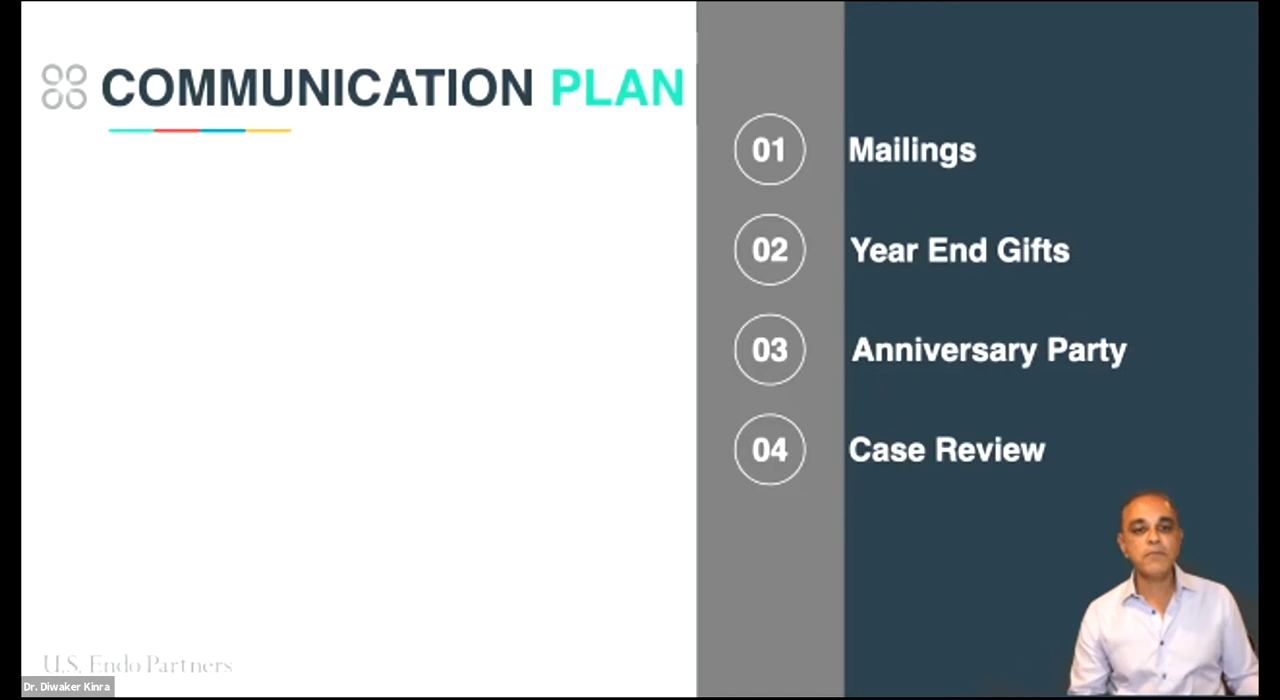 COMMUNICATION PLAN
01 Mailings
02 Year End Gifts
03 Anniversary Party
04 Case Review
U.S. Endo Partners
Dr. Diwaker Kinra